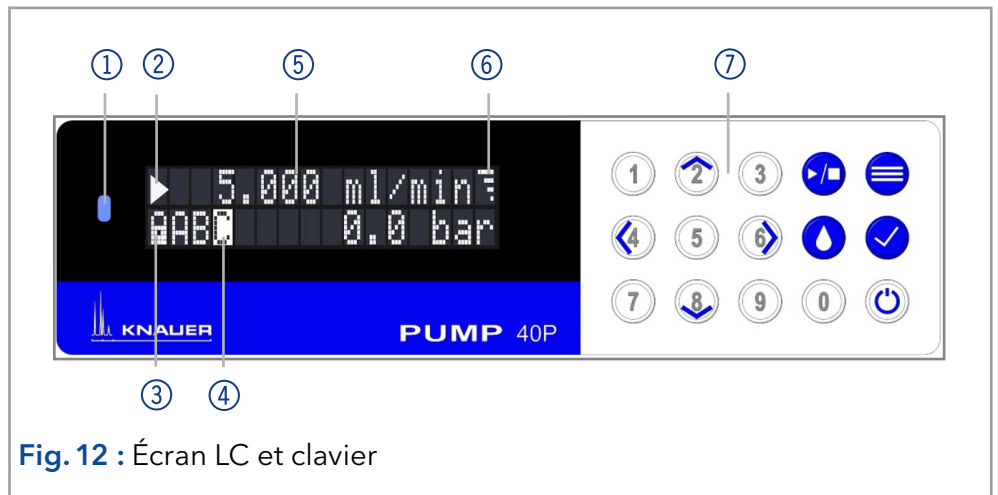 ① ② ⑤ ⑥ ⑦
5.000 ml/min
ABC 0.0 bar
1 2 3
4 5 6
7 8 9 0
KNAUER PUMP 40P
③ ④
Fig. 12 : Écran LC et clavier